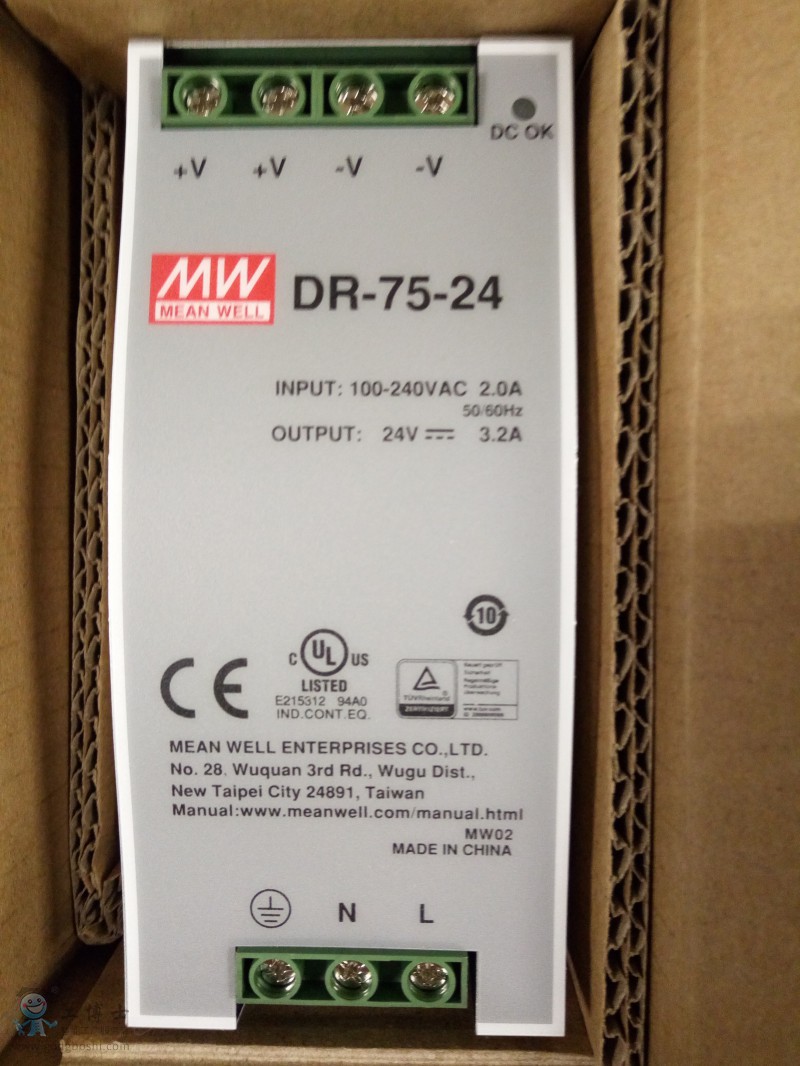 DC OK
+V +V -V -V
MW
MEAN WELL
DR-75-24
INPUT: 100-240VAC 2.0A
50/60Hz
OUTPUT: 24V 3.2A
10
CE
C UL US
LISTED
E215312 94A0
IND.CONT.EQ.
TÜVRheinland
ZERTIFIZIERT
MEAN WELL ENTERPRISES CO.,LTD.
No. 28, Wuquan 3rd Rd., Wugu Dist.,
New Taipei City 24891, Taiwan
Manual:www.meanwell.com/manual.html
MW02
MADE IN CHINA
N L